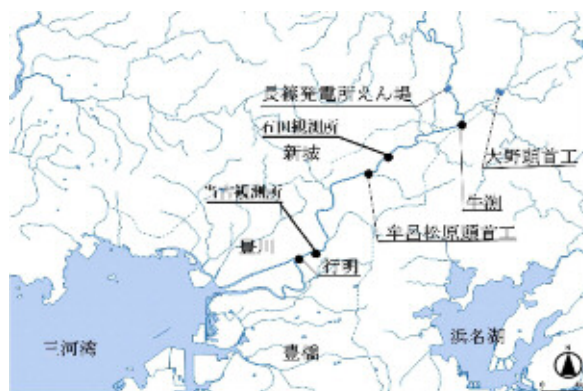 長篠発電所えん堤
石田観測所
新城
大野頭首工
当古観測所
牛渕
牟呂松原頭首工
豊川
行明
三河湾
豊橋
浜名湖
N